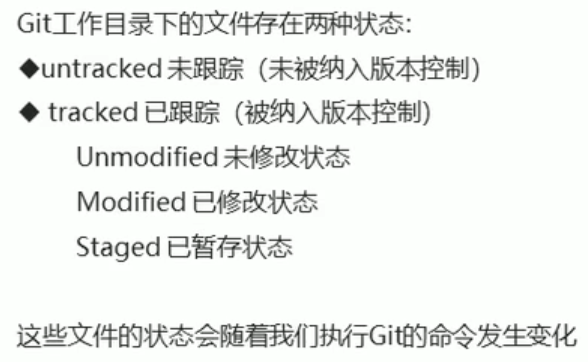 Git工作目录下的文件存在两种状态:
◆untracked 未跟踪（未被纳入版本控制）
◆ tracked 已跟踪（被纳入版本控制）
Unmodified 未修改状态
Modified 已修改状态
Staged 已暂存状态
这些文件的状态会随着我们执行Git的命令发生变化